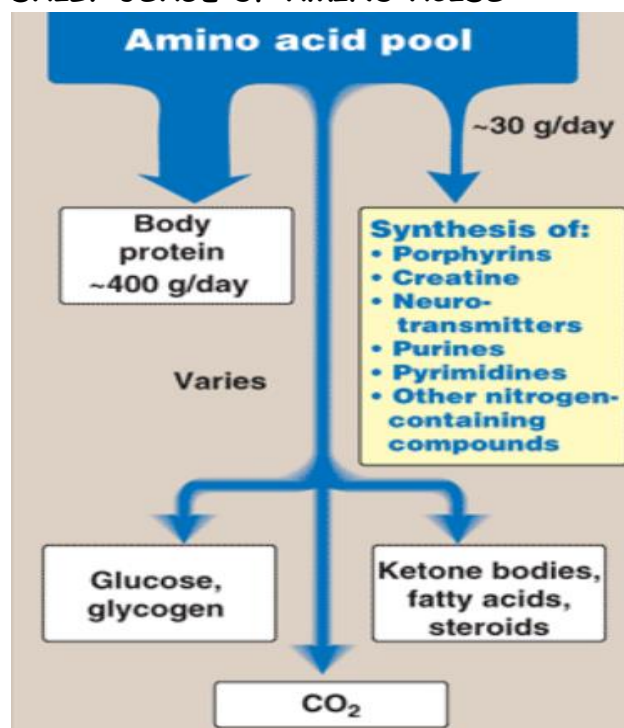 Amino acid pool
~30 g/day
Body
protein
~400 g/day
Synthesis of:
• Porphyrins
• Creatine
• Neuro-
transmitters
• Purines
• Pyrimidines
• Other nitrogen-
containing
compounds
Varies
Glucose,
glycogen
Ketone bodies,
fatty acids,
steroids
CO₂